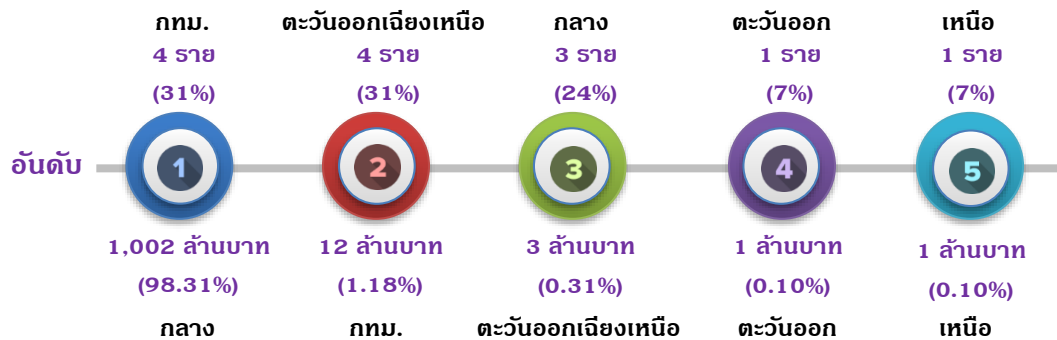 กทม. ตะวันออกเฉียงเหนือ กลาง ตะวันออก เหนือ
4 ราย 4 ราย 3 ราย 1 ราย 1 ราย
(31%) (31%) (24%) (7%) (7%)
อันดับ 1 2 3 4 5
1,002 ล้านบาท 12 ล้านบาท 3 ล้านบาท 1 ล้านบาท 1 ล้านบาท
(98.31%) (1.18%) (0.31%) (0.10%) (0.10%)
กลาง กทม. ตะวันออกเฉียงเหนือ ตะวันออก เหนือ